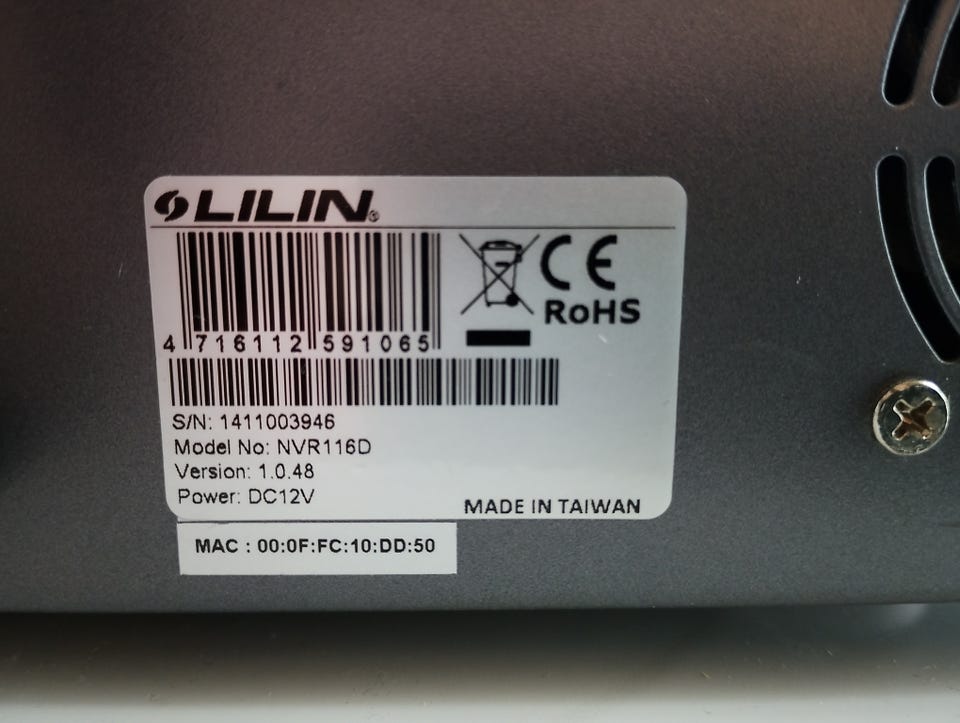 LILIN®
CE
RoHS
4 716112 591065
S/N: 1411003946
Model No: NVR116D
Version: 1.0.48
Power: DC12V
MADE IN TAIWAN
MAC : 00:0F:FC:10:DD:50